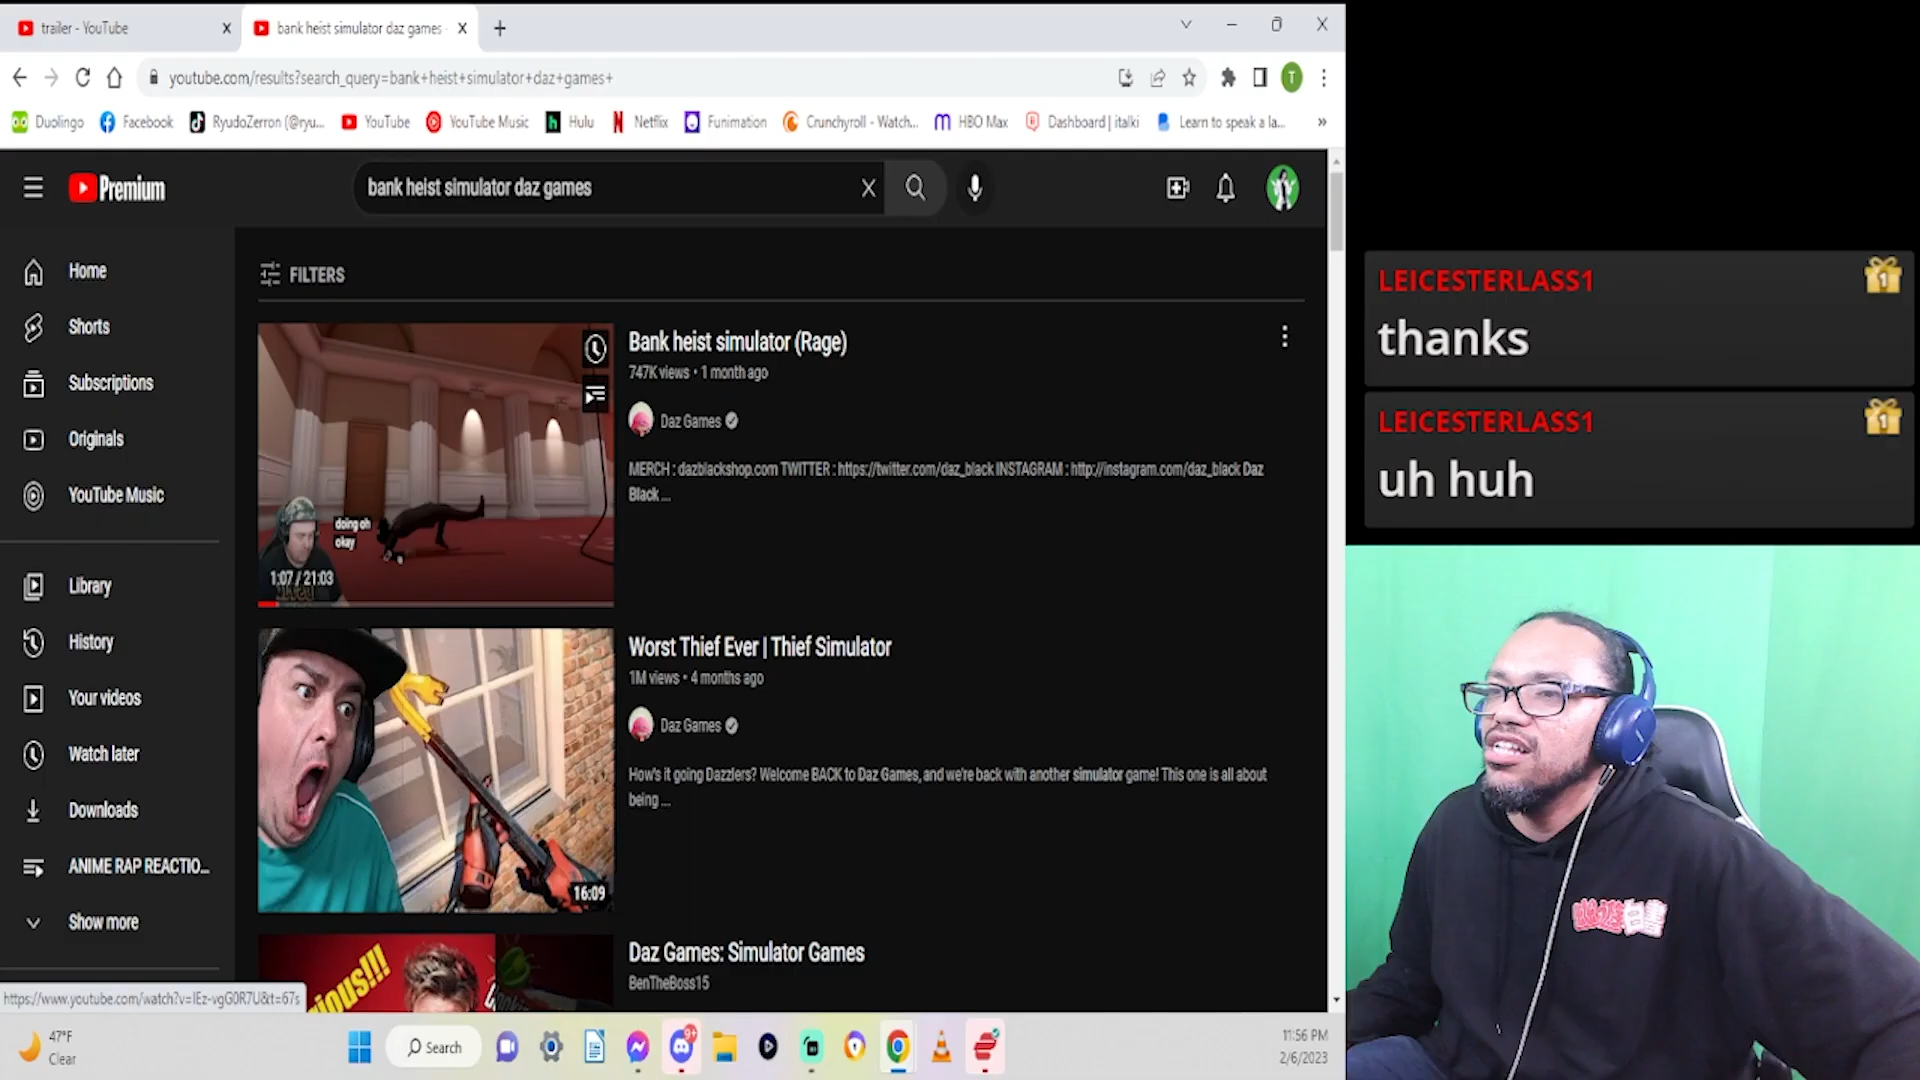 trailer - YouTube
bank heist simulator daz games
youtube.com/results?search_query=bank+heist+simulator+daz+games+
T
Duolingo
Facebook
RyudoZerron (@ryu...
YouTube
YouTube Music
Hulu
Netflix
Funimation
Crunchyroll - Watch...
HBO Max
Dashboard | italki
Learn to speak a la...
»
Premium
bank heist simulator daz games
Home
Shorts
Subscriptions
Originals
YouTube Music
Library
History
Your videos
Watch later
Downloads
ANIME RAP REACTIO...
Show more
FILTERS
doing oh
okay
1:07 / 21:03
Bank heist simulator (Rage)
747K views • 1 month ago
Daz Games
MERCH : dazblackshop.com TWITTER : https://twitter.com/daz_black INSTAGRAM : http://instagram.com/daz_black Daz
Black ...
16:09
Worst Thief Ever | Thief Simulator
1M views • 4 months ago
Daz Games
How's it going Dazzlers? Welcome BACK to Daz Games, and we're back with another simulator game! This one is all about
being ...
ious!!!
Daz Games: Simulator Games
BenTheBoss15
https://www.youtube.com/watch?v=IEz-vgG0R7U&t=67s
47°F
Clear
Search
9+
11:56 PM
2/6/2023
LEICESTERLASS1
1
thanks
LEICESTERLASS1
1
uh huh